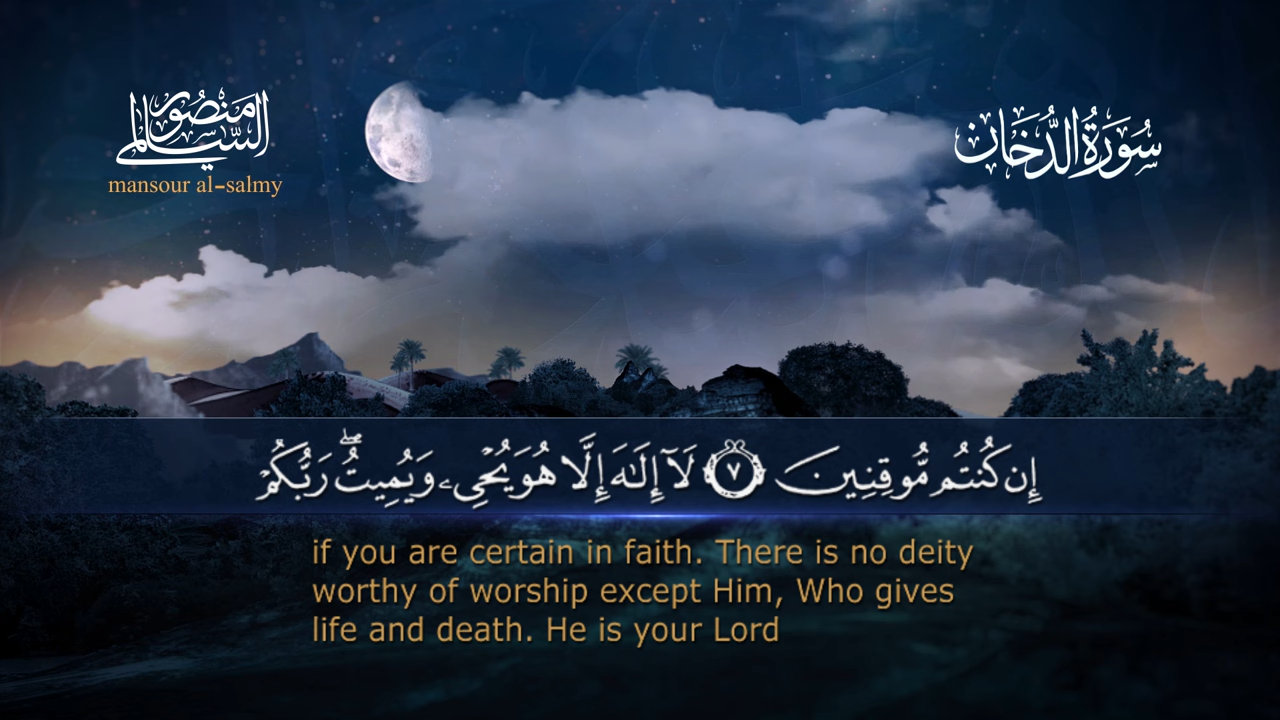 منصور
السالمي
mansour al-salmy
سُورَةُ الدُّخَان
إِن كُنتُم مُّوقِنِينَ ٧ لَآ إِلَٰهَ إِلَّا هُوَ يُحْيِۦ وَيُمِيتُ ۖ رَبُّكُمْ
if you are certain in faith. There is no deity
worthy of worship except Him, Who gives
life and death. He is your Lord